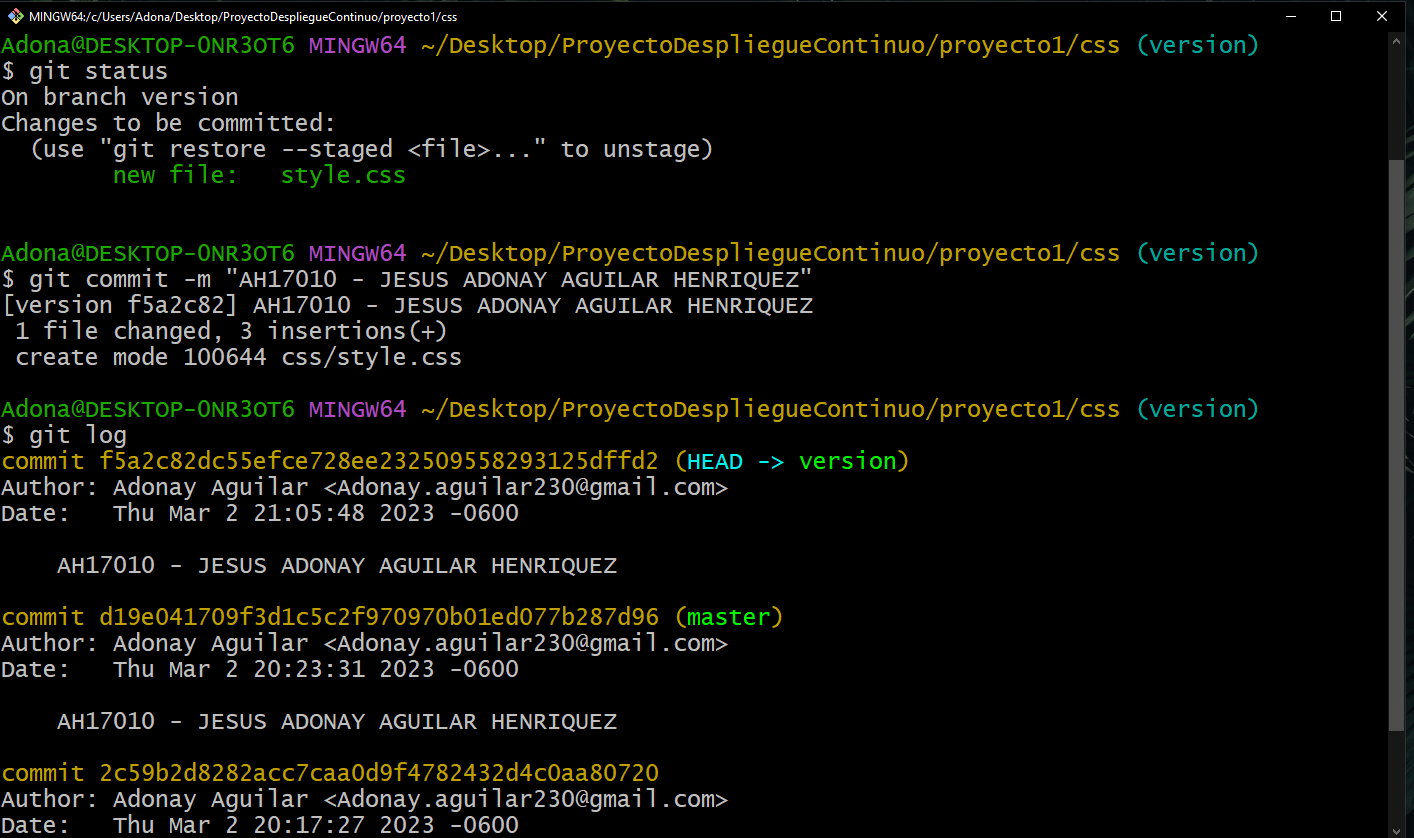 MINGW64:/c/Users/Adona/Desktop/ProyectoDespliegueContinuo/proyecto1/css
Adona@DESKTOP-0NR3OT6 MINGW64 ~/Desktop/ProyectoDespliegueContinuo/proyecto1/css (version)
$ git status
On branch version
Changes to be committed:
  (use "git restore --staged <file>..." to unstage)
        new file:   style.css
Adona@DESKTOP-0NR3OT6 MINGW64 ~/Desktop/ProyectoDespliegueContinuo/proyecto1/css (version)
$ git commit -m "AH17010 - JESUS ADONAY AGUILAR HENRIQUEZ"
[version f5a2c82] AH17010 - JESUS ADONAY AGUILAR HENRIQUEZ
 1 file changed, 3 insertions(+)
 create mode 100644 css/style.css
Adona@DESKTOP-0NR3OT6 MINGW64 ~/Desktop/ProyectoDespliegueContinuo/proyecto1/css (version)
$ git log
commit f5a2c82dc55efce728ee232509558293125dffd2 (HEAD -> version)
Author: Adonay Aguilar <Adonay.aguilar230@gmail.com>
Date:   Thu Mar 2 21:05:48 2023 -0600
    AH17010 - JESUS ADONAY AGUILAR HENRIQUEZ
commit d19e041709f3d1c5c2f970970b01ed077b287d96 (master)
Author: Adonay Aguilar <Adonay.aguilar230@gmail.com>
Date:   Thu Mar 2 20:23:31 2023 -0600
    AH17010 - JESUS ADONAY AGUILAR HENRIQUEZ
commit 2c59b2d8282acc7caa0d9f4782432d4c0aa80720
Author: Adonay Aguilar <Adonay.aguilar230@gmail.com>
Date:   Thu Mar 2 20:17:27 2023 -0600